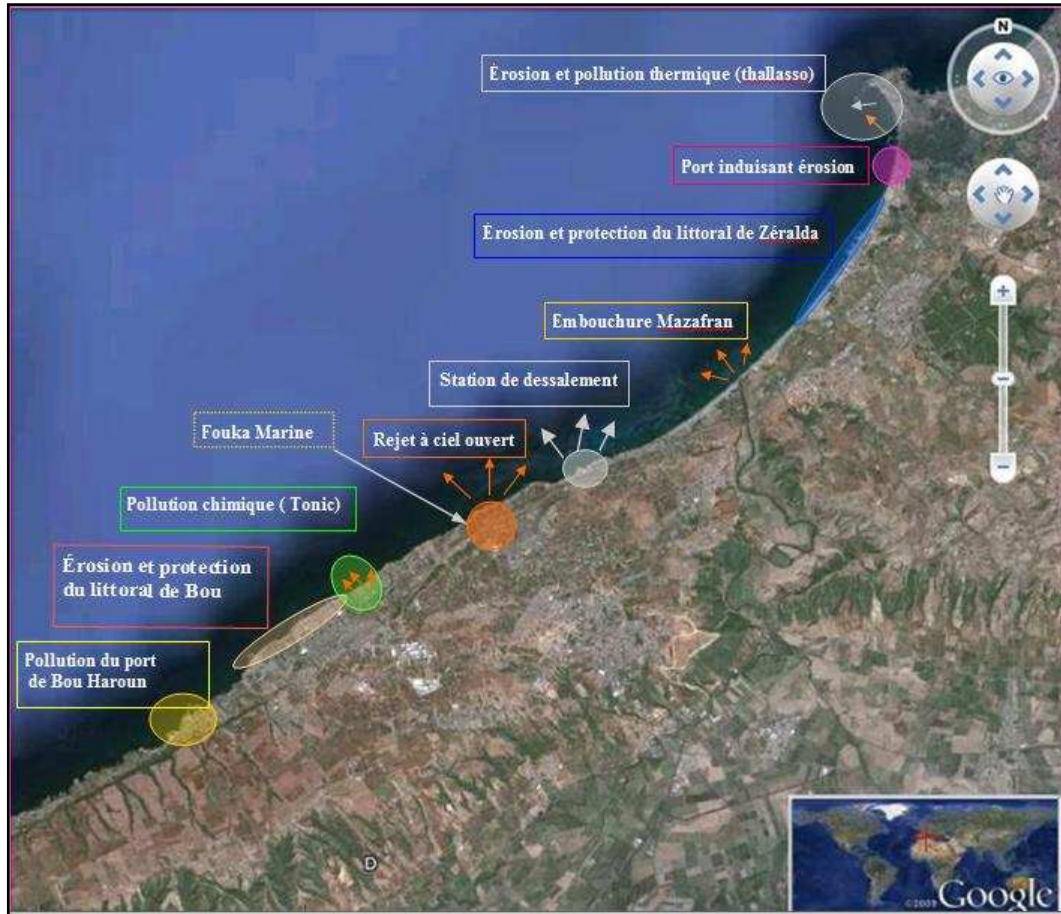 N
Érosion et pollution thermique (thallasso)
Port induisant érosion
Érosion et protection du littoral de Zéralda
Embouchure Mazafran
Station de dessalement
Fouka Marine
Rejet à ciel ouvert
Pollution chimique ( Tonic)
Érosion et protection
du littoral de Bou
Pollution du port
de Bou Haroun
D
©2009 Google